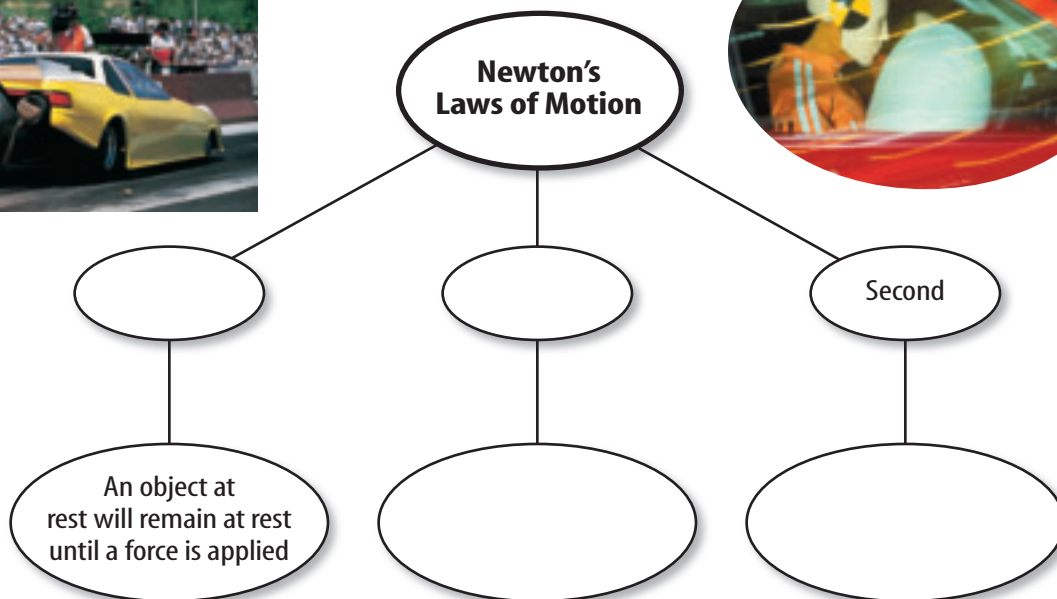 Newton's
Laws of Motion
Second
An object at
rest will remain at rest
until a force is applied